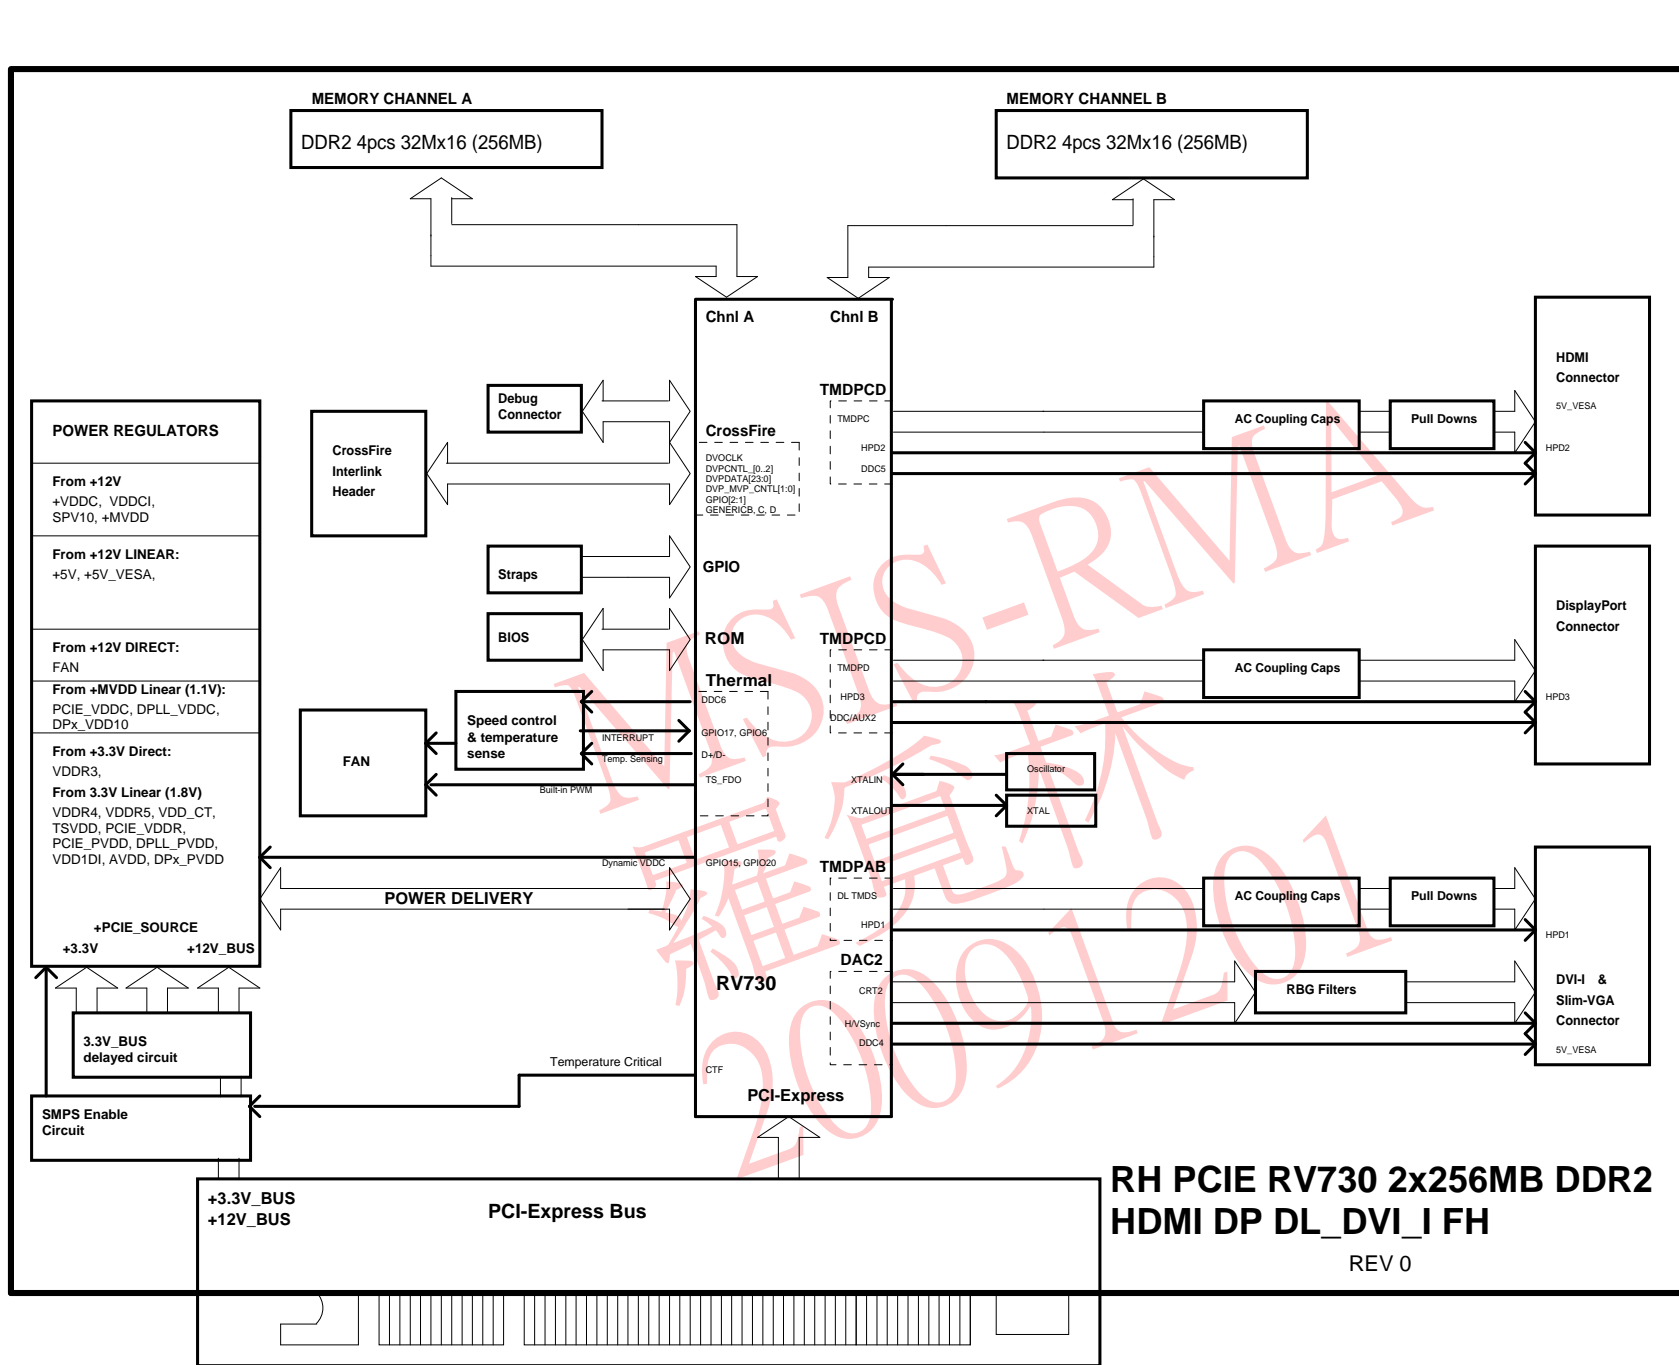 MEMORY CHANNEL A
DDR2 4pcs 32Mx16 (256MB)
MEMORY CHANNEL B
DDR2 4pcs 32Mx16 (256MB)
Chnl A
Chnl B
POWER REGULATORS
From +12V
+VDDC, VDDCI,
SPV10, +MVDD
From +12V LINEAR:
+5V, +5V_VESA,
From +12V DIRECT:
FAN
From +MVDD Linear (1.1V):
PCIE_VDDC, DPLL_VDDC,
DPx_VDD10
From +3.3V Direct:
VDDR3,
From 3.3V Linear (1.8V)
VDDR4, VDDR5, VDD_CT,
TSVDD, PCIE_VDDR,
PCIE_PVDD, DPLL_PVDD,
VDD1DI, AVDD, DPx_PVDD
+PCIE_SOURCE
+3.3V
+12V_BUS
3.3V_BUS
delayed circuit
SMPS Enable
Circuit
CrossFire
Interlink
Header
Debug
Connector
Straps
BIOS
Speed control
& temperature
sense
FAN
INTERRUPT
Temp. Sensing
Built-in PWM
Dynamic VDDC
POWER DELIVERY
Temperature Critical
CrossFire
DVOCLK
DVPCNTL_[0..2]
DVPDATA[23:0]
DVP_MVP_CNTL[1:0]
GPIO[2:1]
GENERICB, C, D
GPIO
ROM
Thermal
DDC6
GPIO17, GPIO6
D+/D-
TS_FDO
GPIO15, GPIO20
RV730
CTF
PCI-Express
TMDPCD
TMDPC
HPD2
DDC5
TMDPCD
TMDPD
HPD3
DDC/AUX2
XTALIN
XTALOUT
TMDPAB
DL TMDS
HPD1
DAC2
CRT2
H/VSync
DDC4
AC Coupling Caps
Pull Downs
AC Coupling Caps
Oscillator
XTAL
AC Coupling Caps
Pull Downs
RBG Filters
HDMI
Connector
5V_VESA
HPD2
DisplayPort
Connector
HPD3
HPD1
DVI-I &
Slim-VGA
Connector
5V_VESA
+3.3V_BUS
+12V_BUS
PCI-Express Bus
RH PCIE RV730 2x256MB DDR2
HDMI DP DL_DVI_I FH
REV 0
MSIS-RMA
羅覓林
20091201